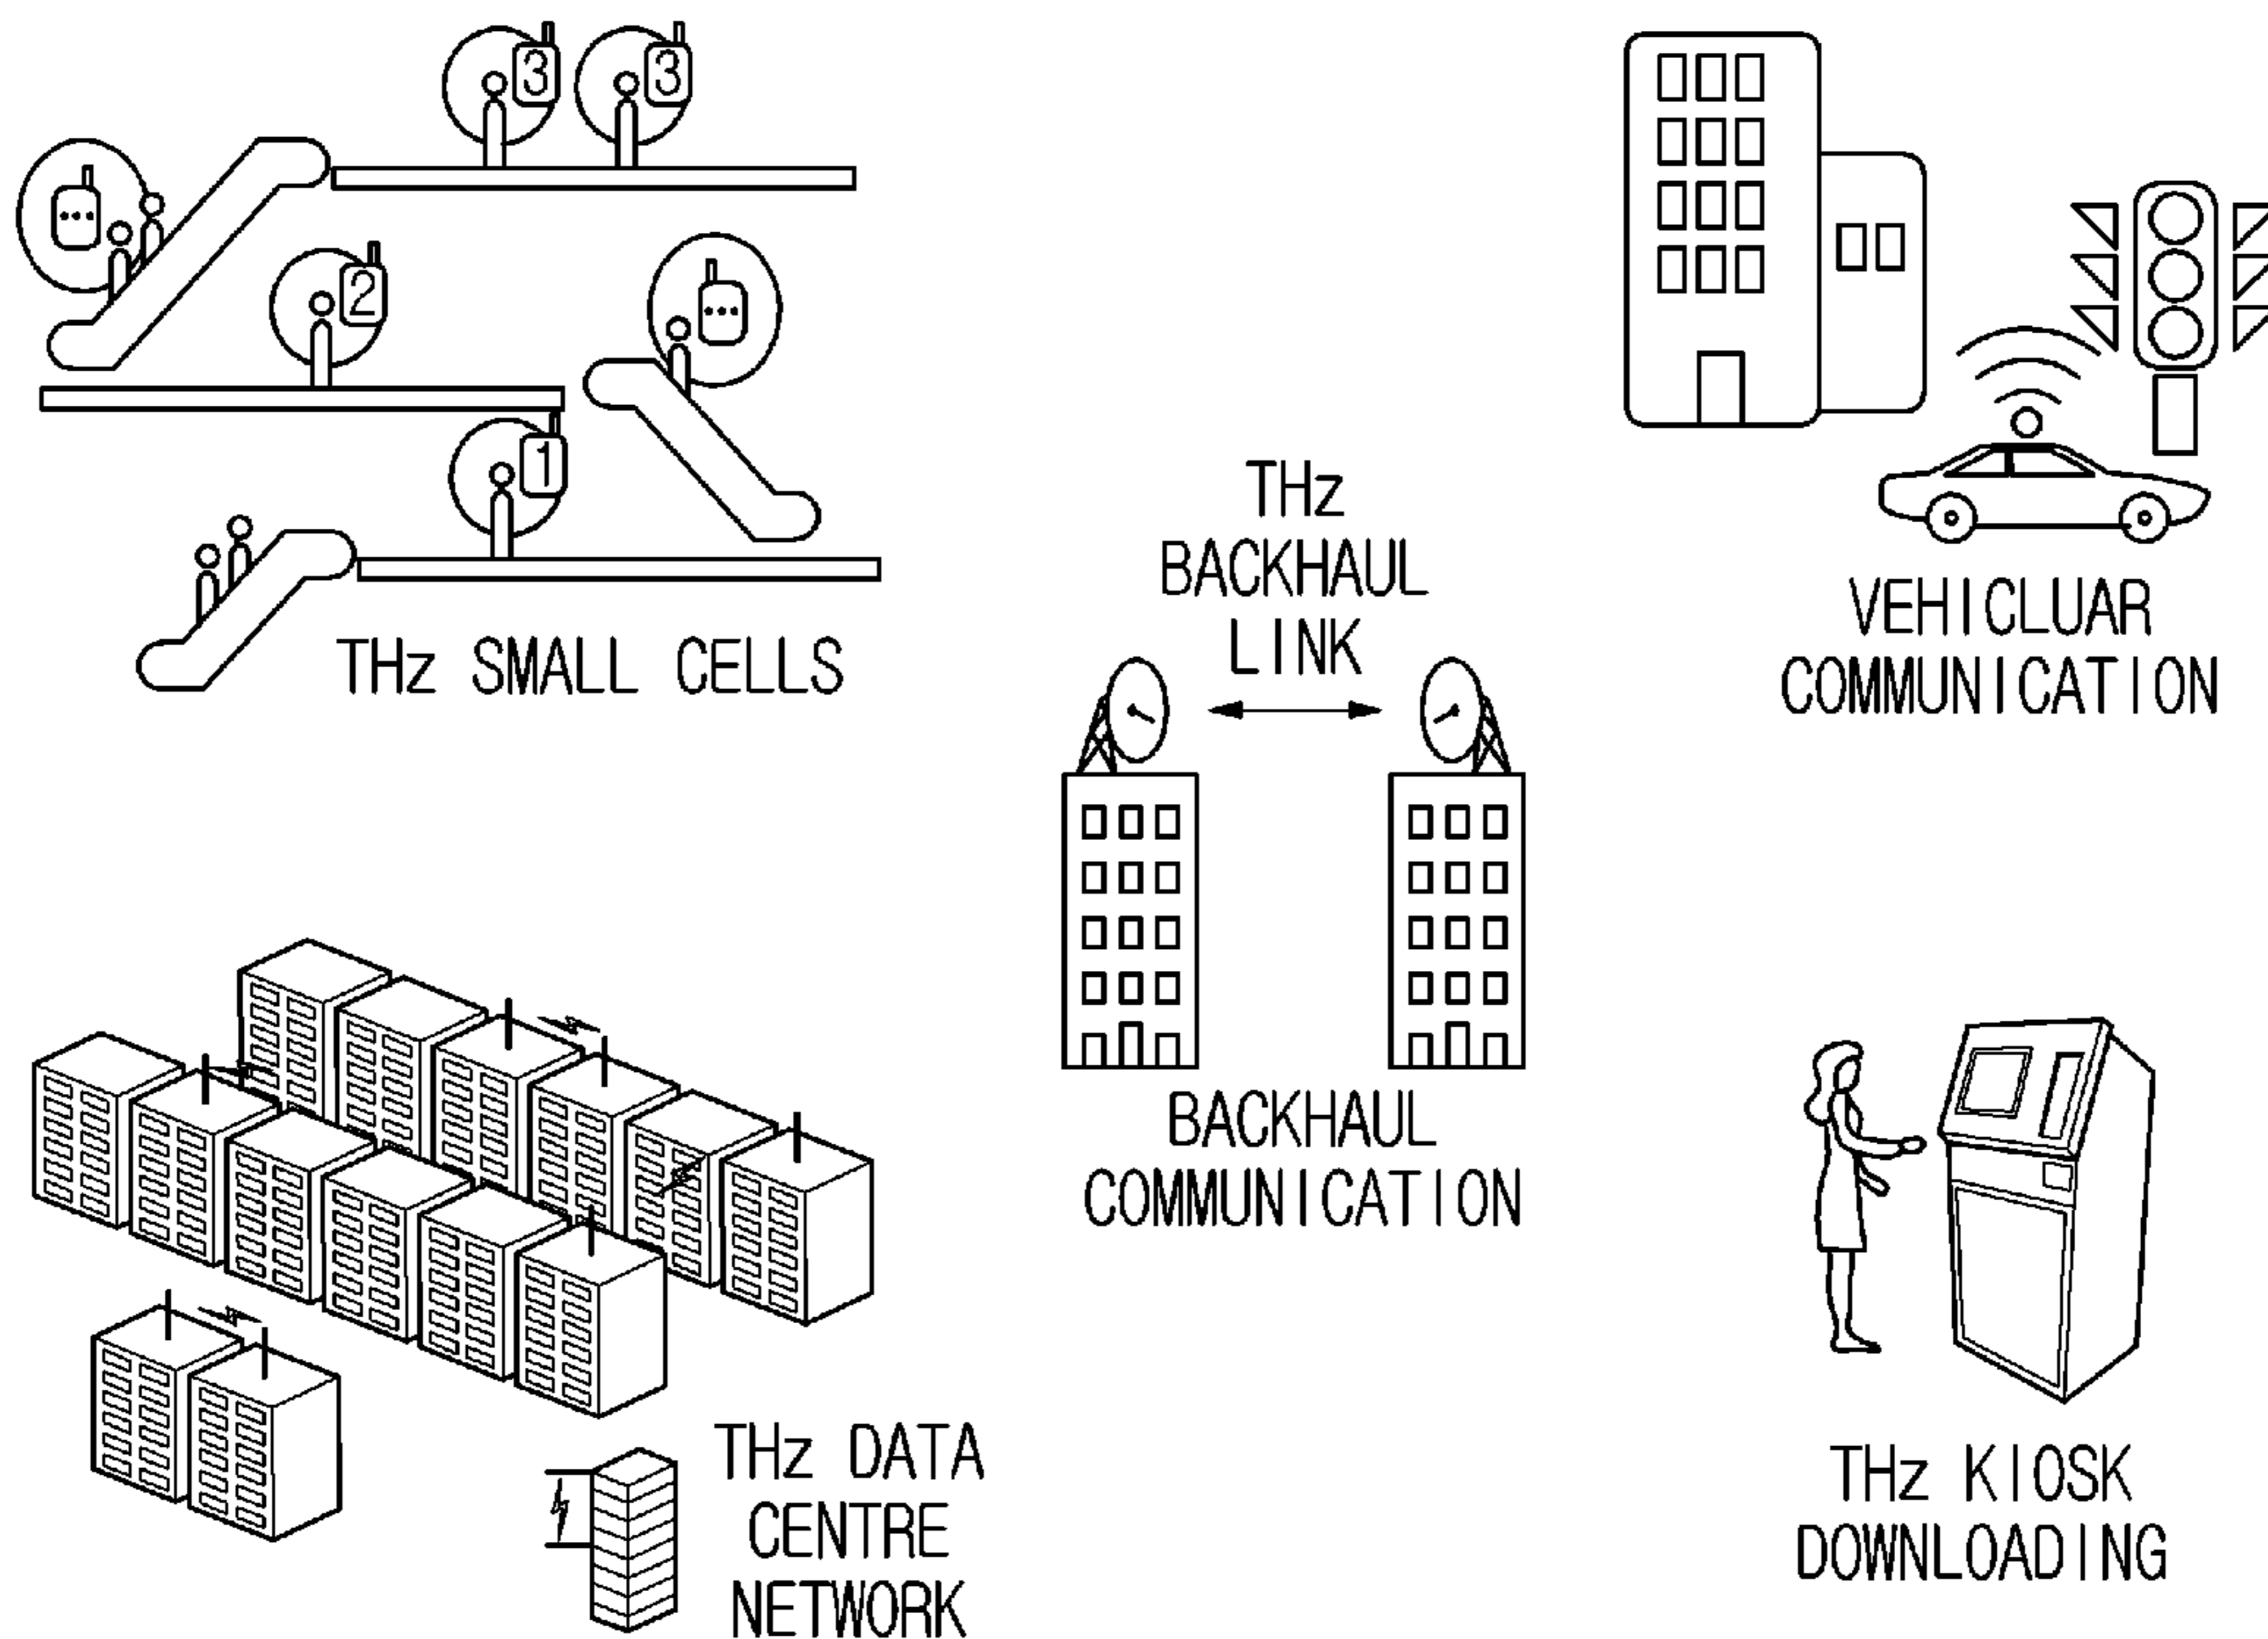 3
3
...
2
...
1
THz SMALL CELLS
THz
BACKHAUL
LINK
VEHICLUAR
COMMUNICATION
BACKHAUL
COMMUNICATION
THz DATA
CENTRE
NETWORK
THz KIOSK
DOWNLOADING